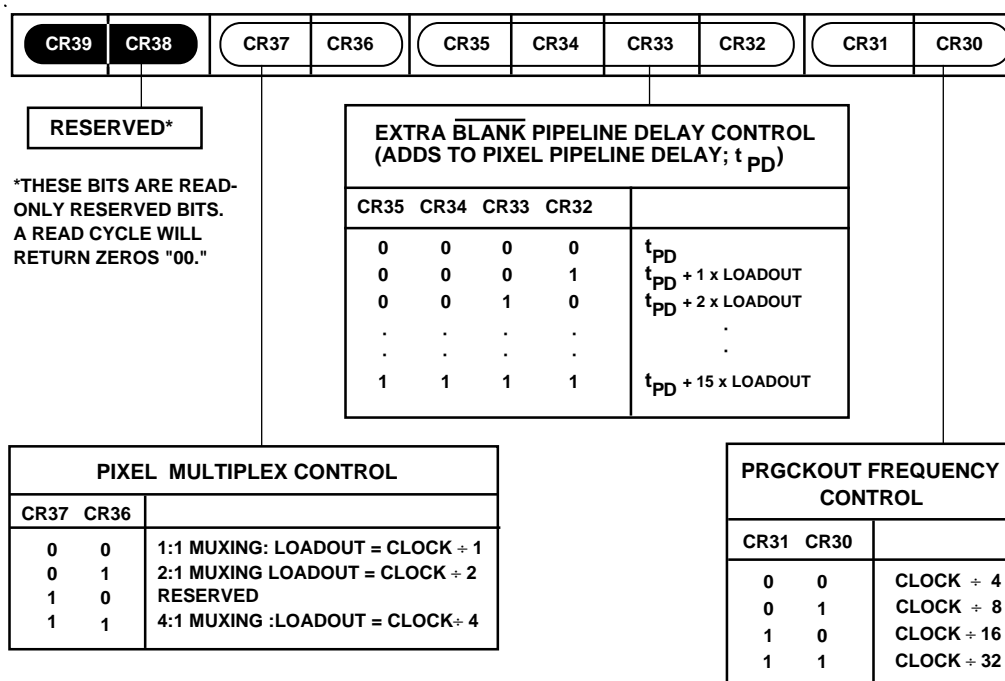 CR39 CR38 CR37 CR36 CR35 CR34 CR33 CR32 CR31 CR30
RESERVED*
*THESE BITS ARE READ-
ONLY RESERVED BITS.
A READ CYCLE WILL
RETURN ZEROS "00."
EXTRA BLANK PIPELINE DELAY CONTROL
(ADDS TO PIXEL PIPELINE DELAY; t PD)
CR35 CR34 CR33 CR32
0 0 0 0 tPD
0 0 0 1 tPD + 1 x LOADOUT
0 0 1 0 tPD + 2 x LOADOUT
. . . . .
. . . . .
1 1 1 1 tPD + 15 x LOADOUT
PIXEL MULTIPLEX CONTROL
CR37 CR36
0 0 1:1 MUXING: LOADOUT = CLOCK ÷ 1
0 1 2:1 MUXING LOADOUT = CLOCK ÷ 2
1 0 RESERVED
1 1 4:1 MUXING :LOADOUT = CLOCK÷ 4
PRGCKOUT FREQUENCY
CONTROL
CR31 CR30
0 0 CLOCK ÷ 4
0 1 CLOCK ÷ 8
1 0 CLOCK ÷ 16
1 1 CLOCK ÷ 32